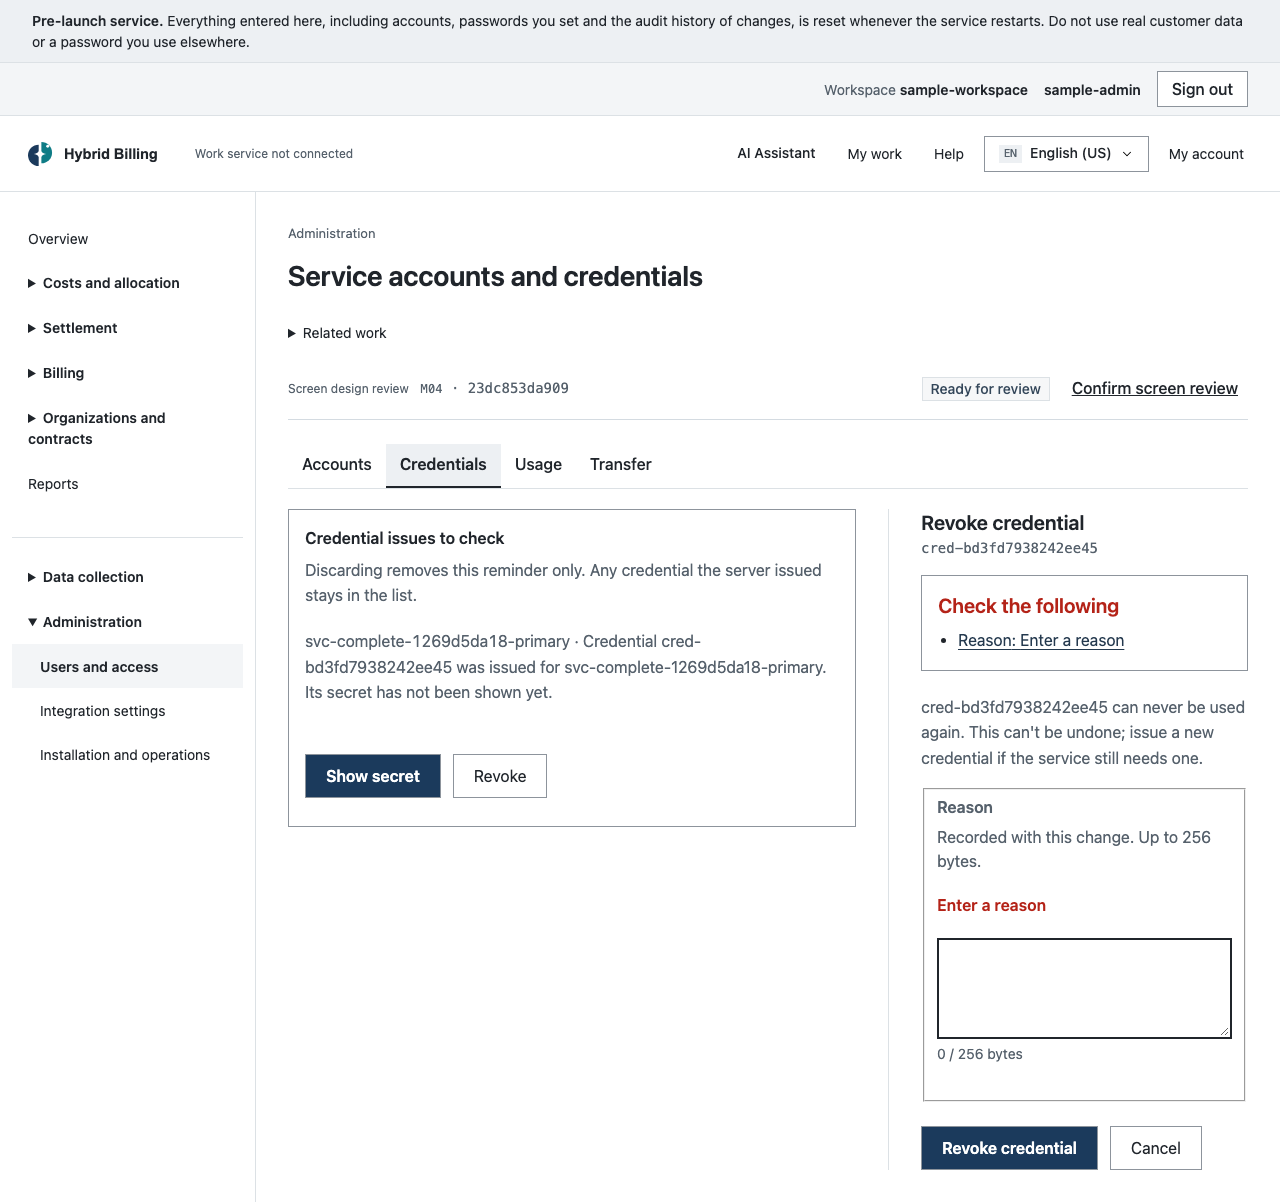 Pre-launch service. Everything entered here, including accounts, passwords you set and the audit history of changes, is reset whenever the service restarts. Do not use real customer data
or a password you use elsewhere.
Workspace sample-workspace sample-admin Sign out
Hybrid Billing
Work service not connected
AI Assistant
My work
Help
EN English (US)
My account
Overview
Costs and allocation
Settlement
Billing
Organizations and
contracts
Reports
Data collection
Administration
Users and access
Integration settings
Installation and operations
Administration
Service accounts and credentials
Related work
Screen design review M04 · 23dc853da909
Ready for review
Confirm screen review
Accounts
Credentials
Usage
Transfer
Credential issues to check
Discarding removes this reminder only. Any credential the server issued
stays in the list.
svc-complete-1269d5da18-primary · Credential cred-
bd3fd7938242ee45 was issued for svc-complete-1269d5da18-primary.
Its secret has not been shown yet.
Show secret
Revoke
Revoke credential
cred-bd3fd7938242ee45
Check the following
• Reason: Enter a reason
cred-bd3fd7938242ee45 can never be used
again. This can't be undone; issue a new
credential if the service still needs one.
Reason
Recorded with this change. Up to 256
bytes.
Enter a reason
0 / 256 bytes
Revoke credential
Cancel